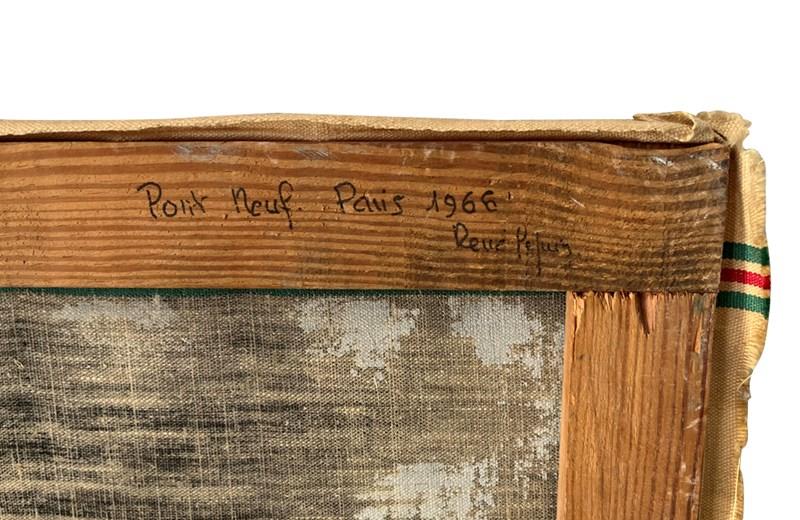 Pont Neuf. Paris 1966
René